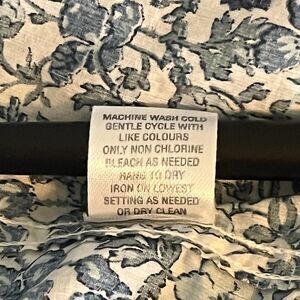 MACHINE WASH COLD
GENTLE CYCLE WITH
LIKE COLOURS
ONLY NON CHLORINE
BLEACH AS NEEDED
HANG TO DRY
IRON ON LOWEST
SETTING AS NEEDED
OR DRY CLEAN